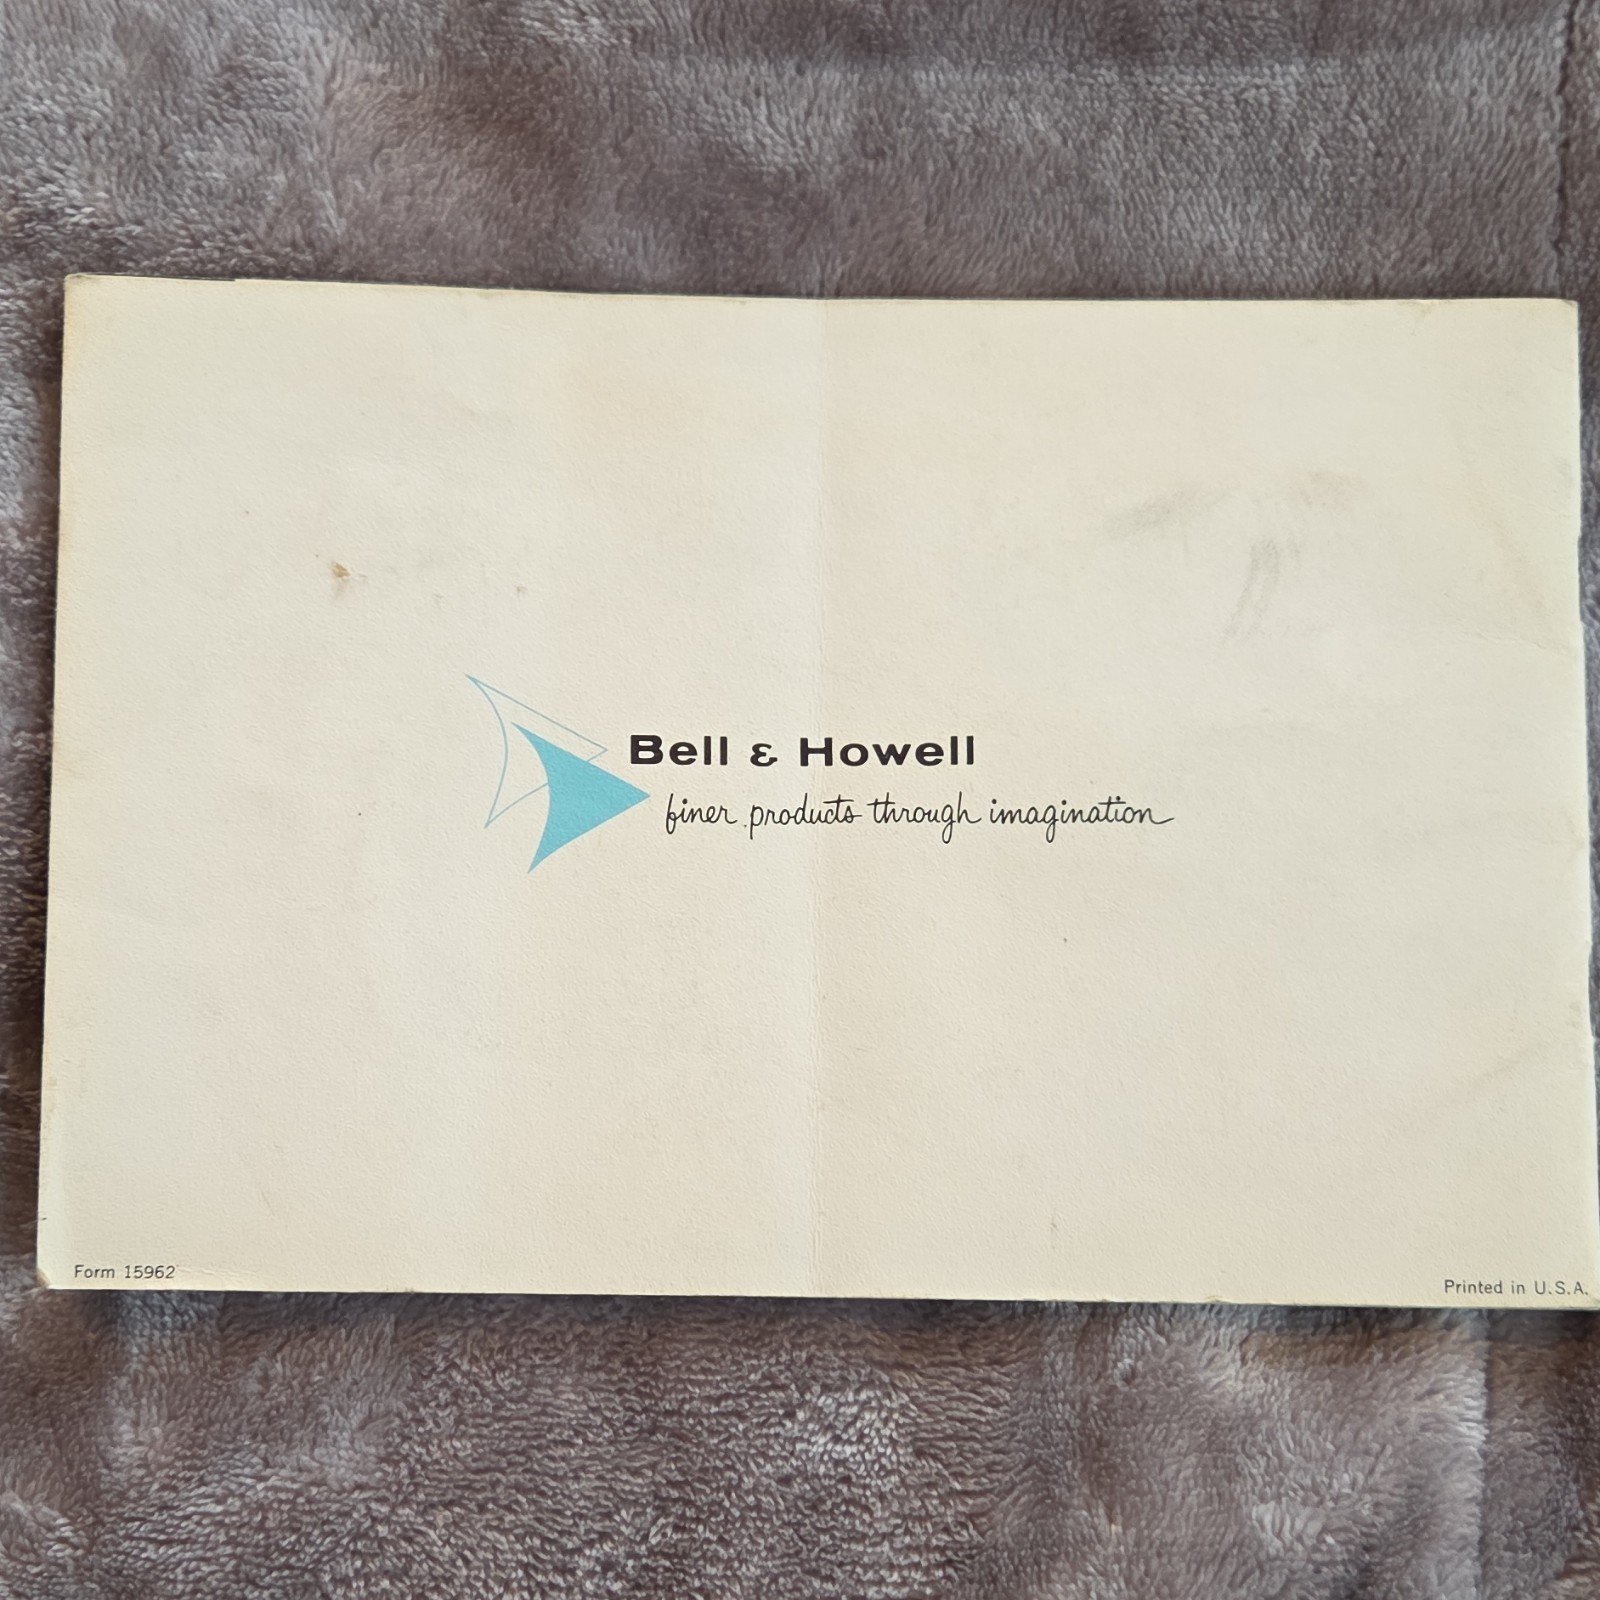 Bell & Howell
finer products through imagination
Form 15962
Printed in U.S.A.